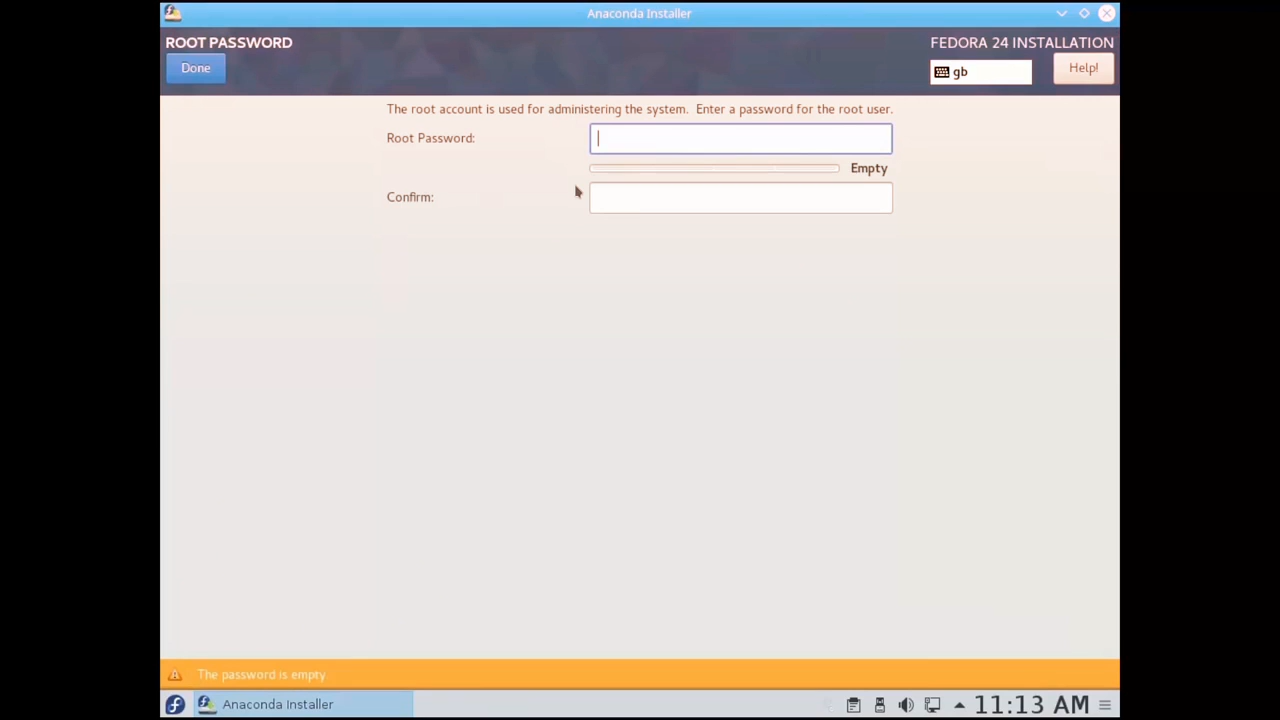 Anaconda Installer
ROOT PASSWORD
FEDORA 24 INSTALLATION
Done
gb
Help!
The root account is used for administering the system.  Enter a password for the root user.
Root Password:
Empty
Confirm:
The password is empty
Anaconda Installer
11:13 AM